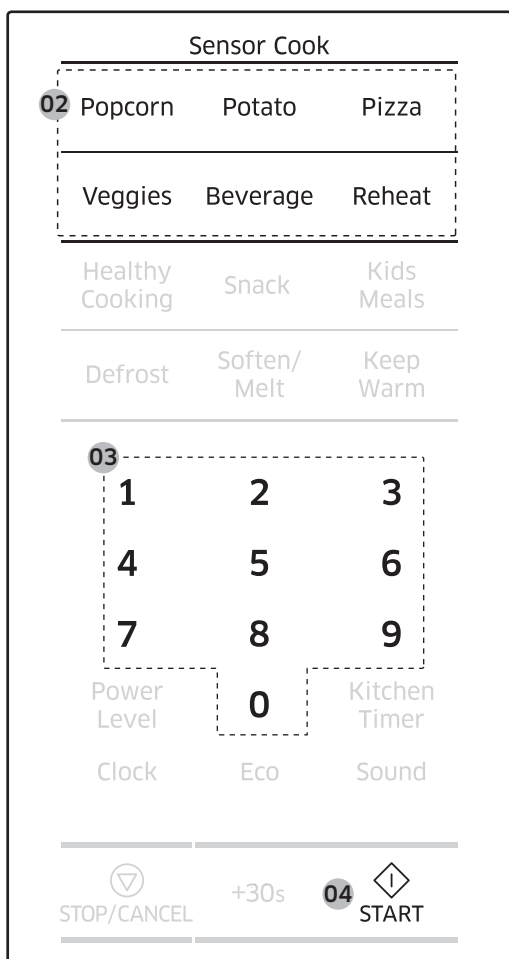 Sensor Cook
02 Popcorn Potato Pizza
Veggies Beverage Reheat
Healthy Cooking Snack Kids Meals
Defrost Soften/ Melt Keep Warm
03
1 2 3
4 5 6
7 8 9
Power Level 0 Kitchen Timer
Clock Eco Sound
STOP/CANCEL +30s 04 START